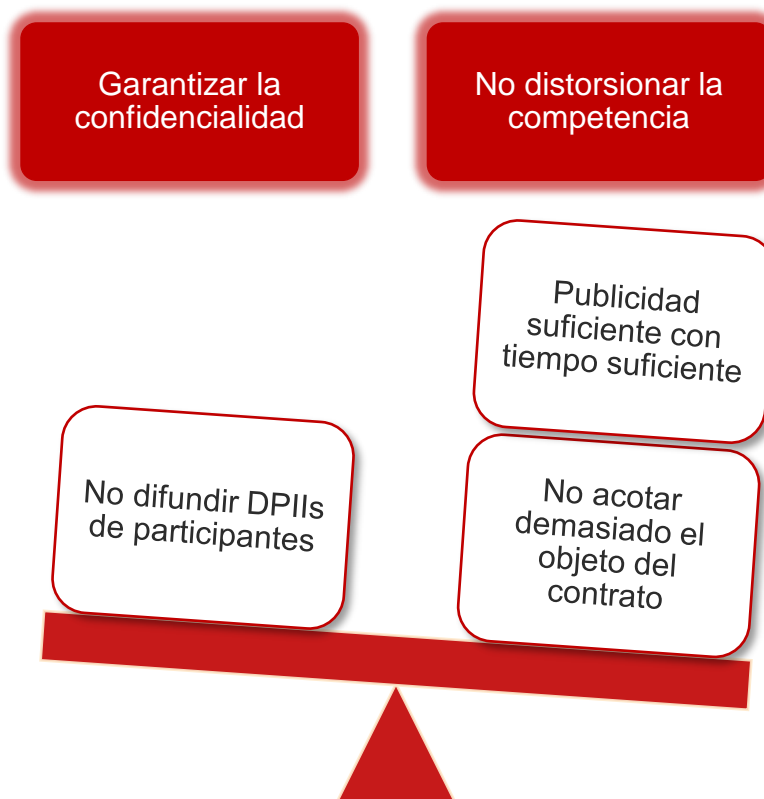 Garantizar la
confidencialidad
No distorsionar la
competencia
Publicidad
suficiente con
tiempo suficiente
No difundir DPIIs
de participantes
No acotar
demasiado el
objeto del
contrato